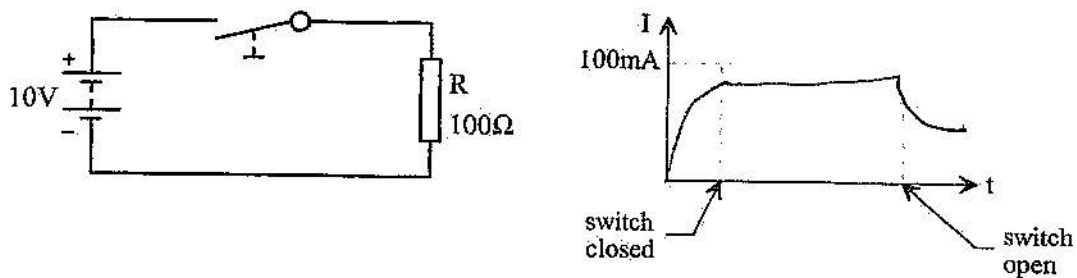 +
10V
−
R
100Ω
I
100mA
t
switch
closed
switch
open